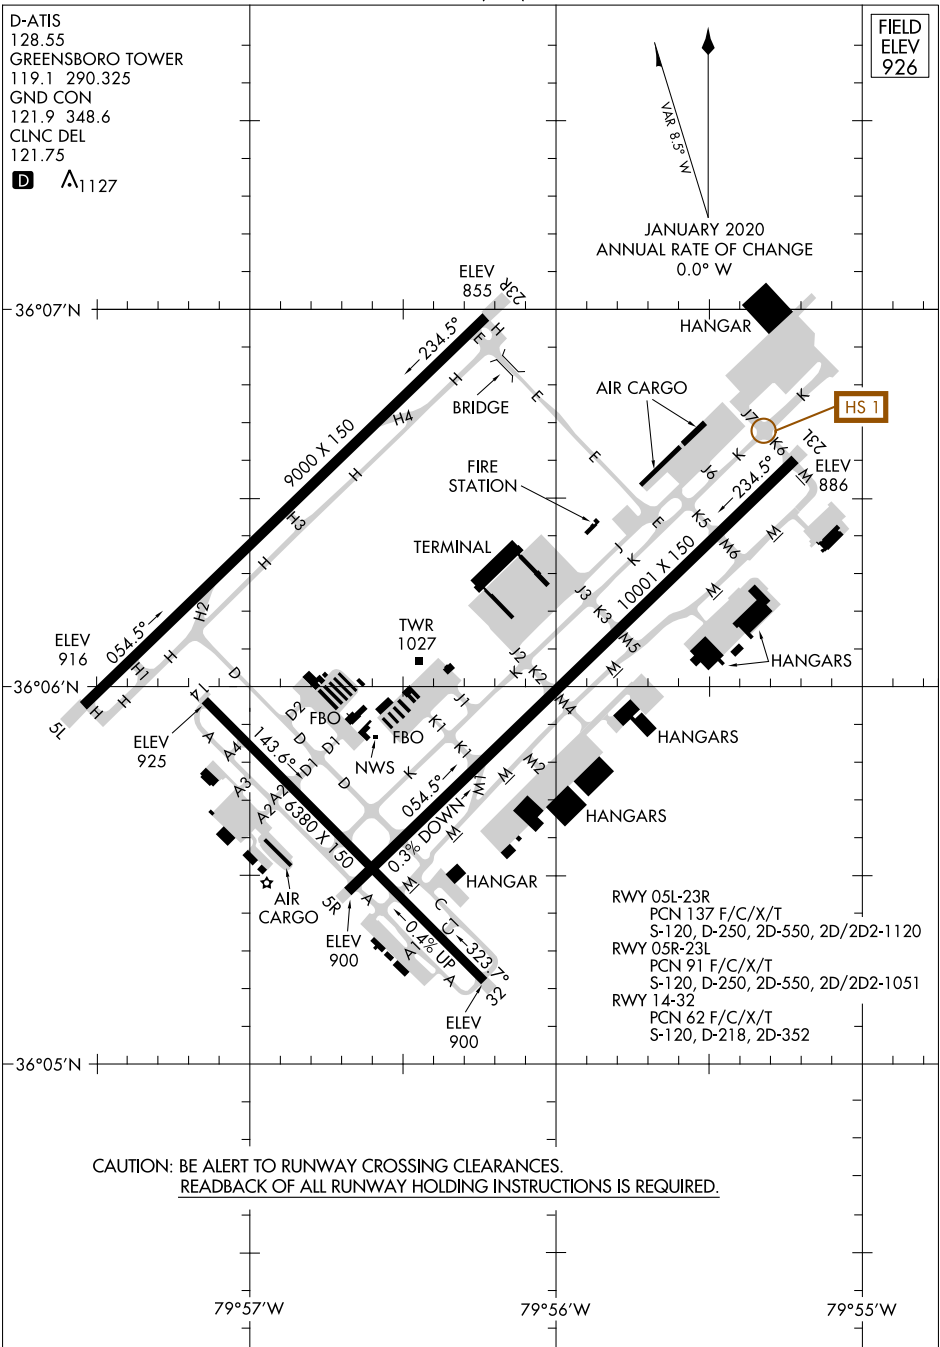 D-ATIS
128.55
GREENSBORO TOWER
119.1 290.325
GND CON
121.9 348.6
CLNC DEL
121.75
D
1127
FIELD
ELEV
926
VAR 8.5° W
JANUARY 2020
ANNUAL RATE OF CHANGE
0.0° W
ELEV
855
23R
36°07'N
HANGAR
H
E
234.5°
H
BRIDGE
E
AIR CARGO
J7
K
HS 1
H4
9000 X 150
H
E
FIRE
STATION
J6
K
K6
23L
234.5°
M
ELEV
886
H3
H
TERMINAL
E
K5
M6
M
J
K
10001 X 150
J3
K3
M5
M
H2
054.5°
ELEV
916
H1
H
H
5L
TWR
1027
J2
K
K2
M
M4
HANGARS
36°06'N
D
14
ELEV
925
A
A4
143.6°
D2
FBO
D
D1
D1
NWS
FBO
J1
K1
K1
HANGARS
A3
A2
A2
6380 X 150
D
K
054.5°
M1
M
M2
0.3% DOWN
M
HANGARS
AIR
CARGO
5R
ELEV
900
A
M
C
HANGAR
C1
0.4% UP
A1
A
323.7°
32
ELEV
900
RWY 05L-23R
PCN 137 F/C/X/T
S-120, D-250, 2D-550, 2D/2D2-1120
RWY 05R-23L
PCN 91 F/C/X/T
S-120, D-250, 2D-550, 2D/2D2-1051
RWY 14-32
PCN 62 F/C/X/T
S-120, D-218, 2D-352
36°05'N
CAUTION: BE ALERT TO RUNWAY CROSSING CLEARANCES.
READBACK OF ALL RUNWAY HOLDING INSTRUCTIONS IS REQUIRED.
79°57'W
79°56'W
79°55'W